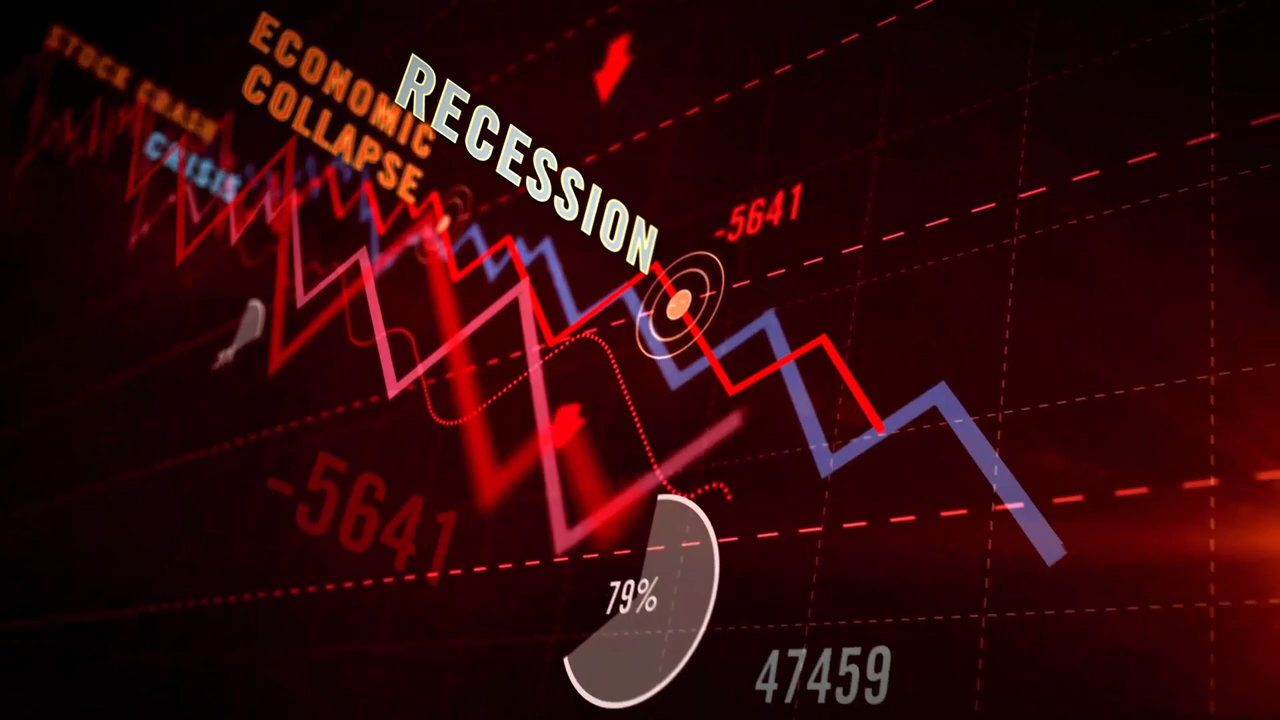 STOCK CRASH
ECONOMIC
COLLAPSE
CRISIS
RECESSION
-5641
-5641
79%
47459